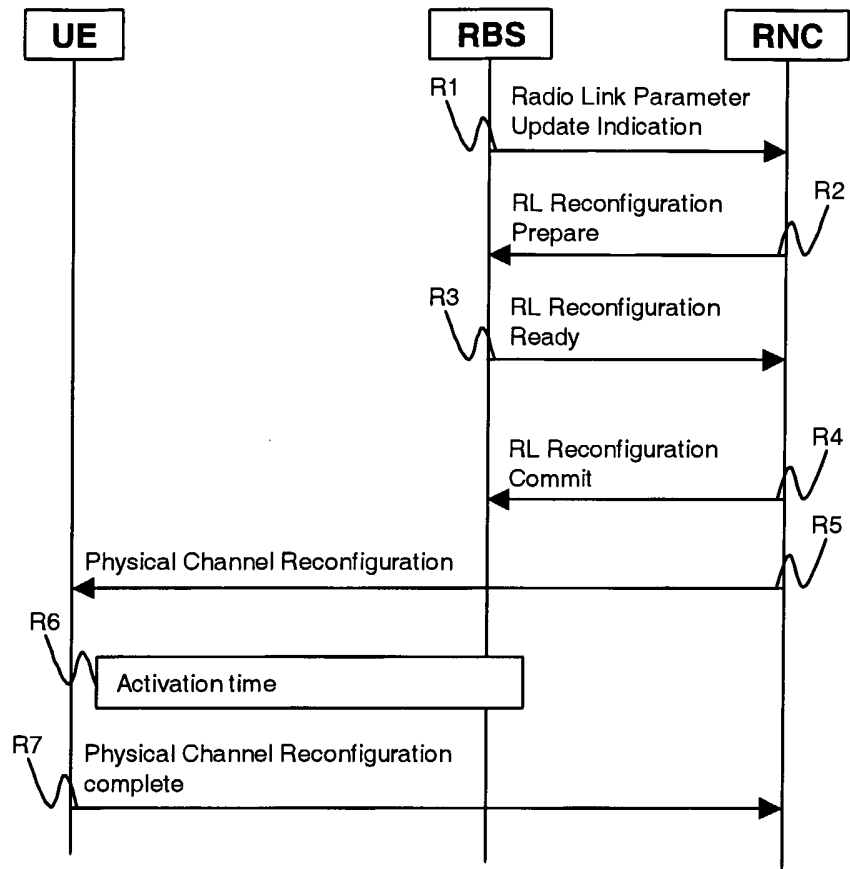 UE
RBS
RNC
R1
Radio Link Parameter
Update Indication
R2
RL Reconfiguration
Prepare
R3
RL Reconfiguration
Ready
R4
RL Reconfiguration
Commit
R5
Physical Channel Reconfiguration
R6
Activation time
R7
Physical Channel Reconfiguration
complete